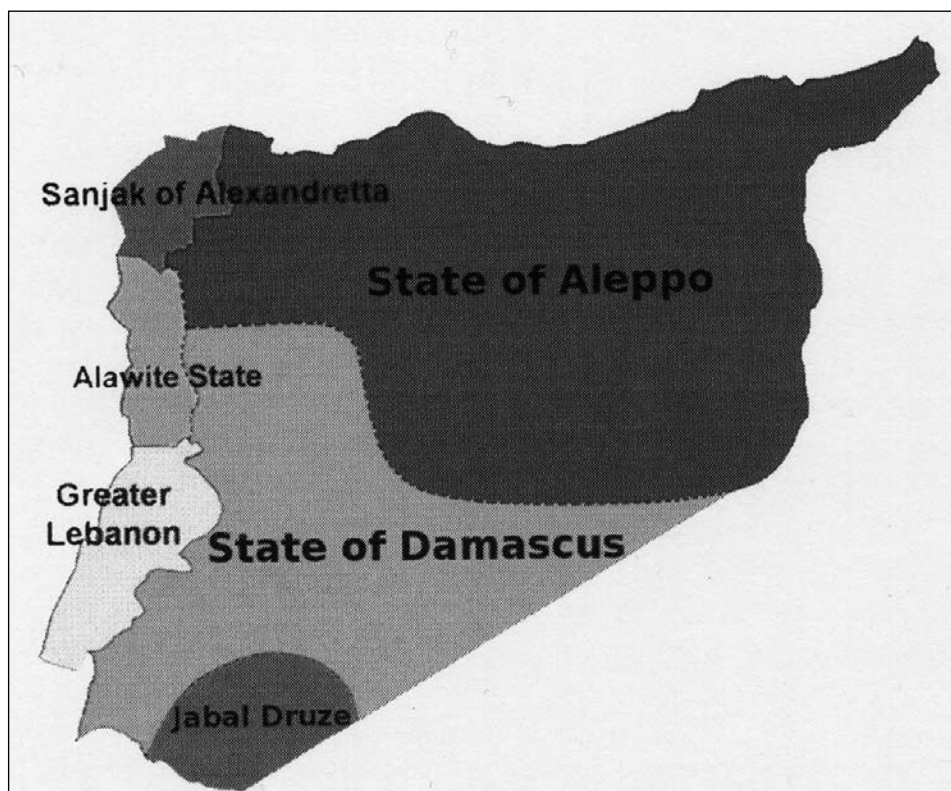 Sanjak of Alexandretta
State of Aleppo
Alawite State
Greater
Lebanon
State of Damascus
Jabal Druze